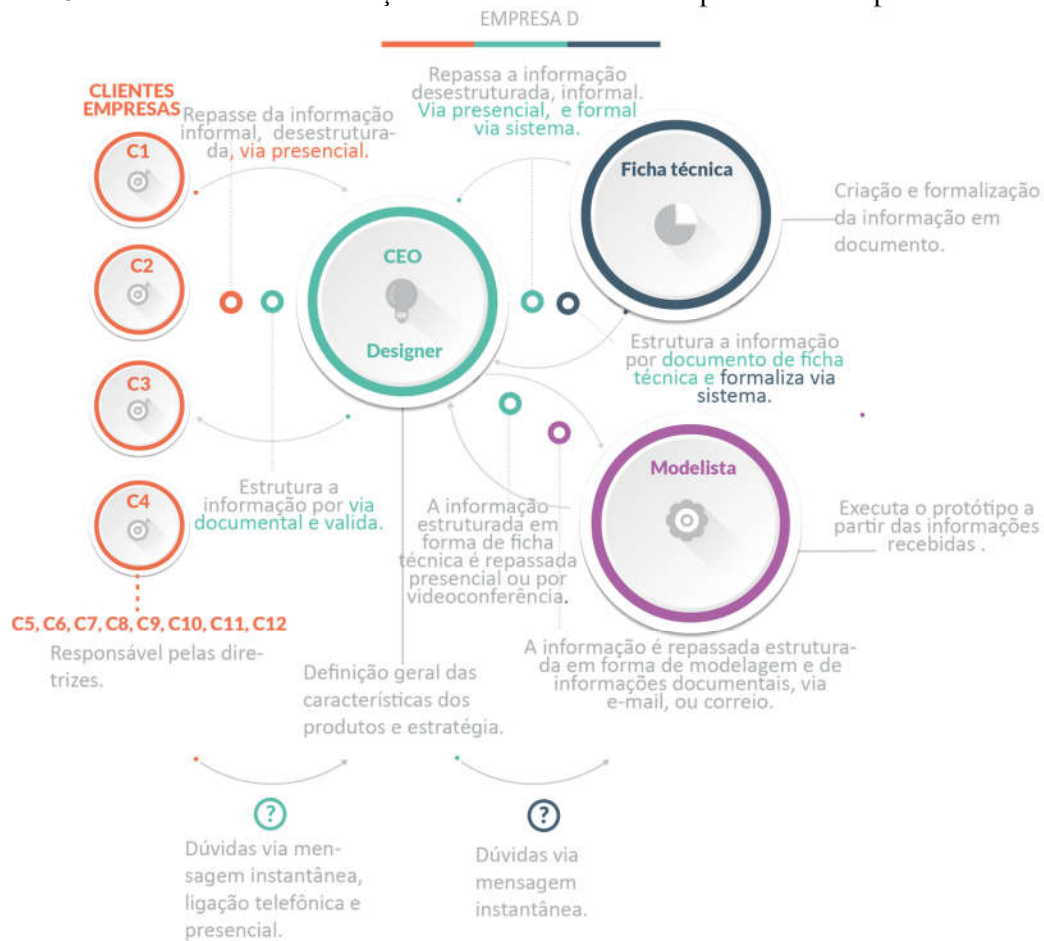 EMPRESA D
CLIENTES
EMPRESAS
C1
C2
C3
C4
C5, C6, C7, C8, C9, C10, C11, C12
Responsável pelas dire-
trizes.
Repasse da informação
informal, desestrutura-
da, via presencial.
Estrutura a
informação por via
documental e valida.
CEO
Designer
Definição geral das
características dos
produtos e estratégia.
Repassa a informação
desestruturada, informal.
Via presencial, e formal
via sistema.
Ficha técnica
Criação e formalização
da informação em
documento.
Estrutura a informação
por documento de ficha
técnica e formaliza via
sistema.
A informação
estruturada em
forma de ficha
técnica é repassada
presencial ou por
videoconferência.
Modelista
Executa o protótipo a
partir das informações
recebidas .
A informação é repassada estrutura-
da em forma de modelagem e de
informações documentais, via
e-mail, ou correio.
?
Dúvidas via men-
sagem instantânea,
ligação telefônica e
presencial.
?
Dúvidas via
mensagem
instantânea.